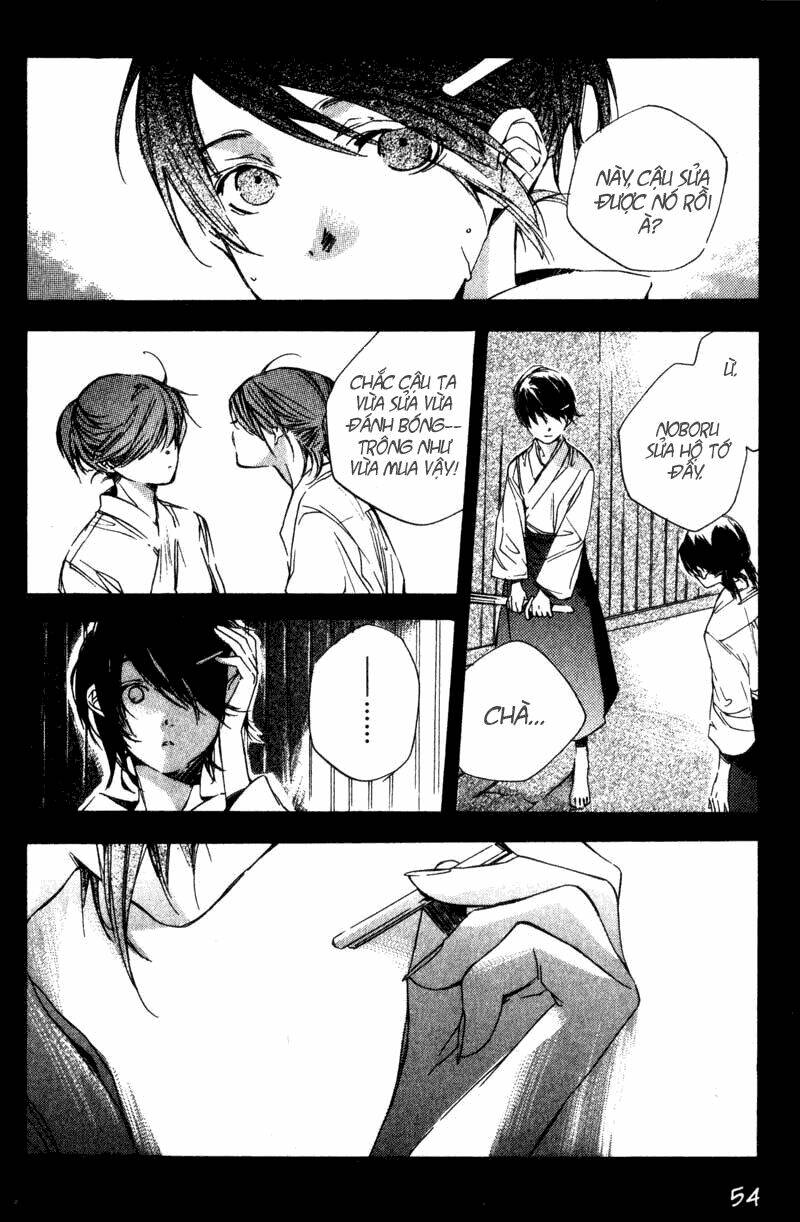 NÀY, CẬU SỬA
ĐƯỢC NÓ RỒI
À?
Ừ,
NOBORU
SỬA HỘ TỚ
ĐẤY.
CHÀ...
CHẮC CẬU TA
VỪA SỬA VỪA
ĐÁNH BÓNG--
TRÔNG NHƯ
VỪA MUA VẬY!
54